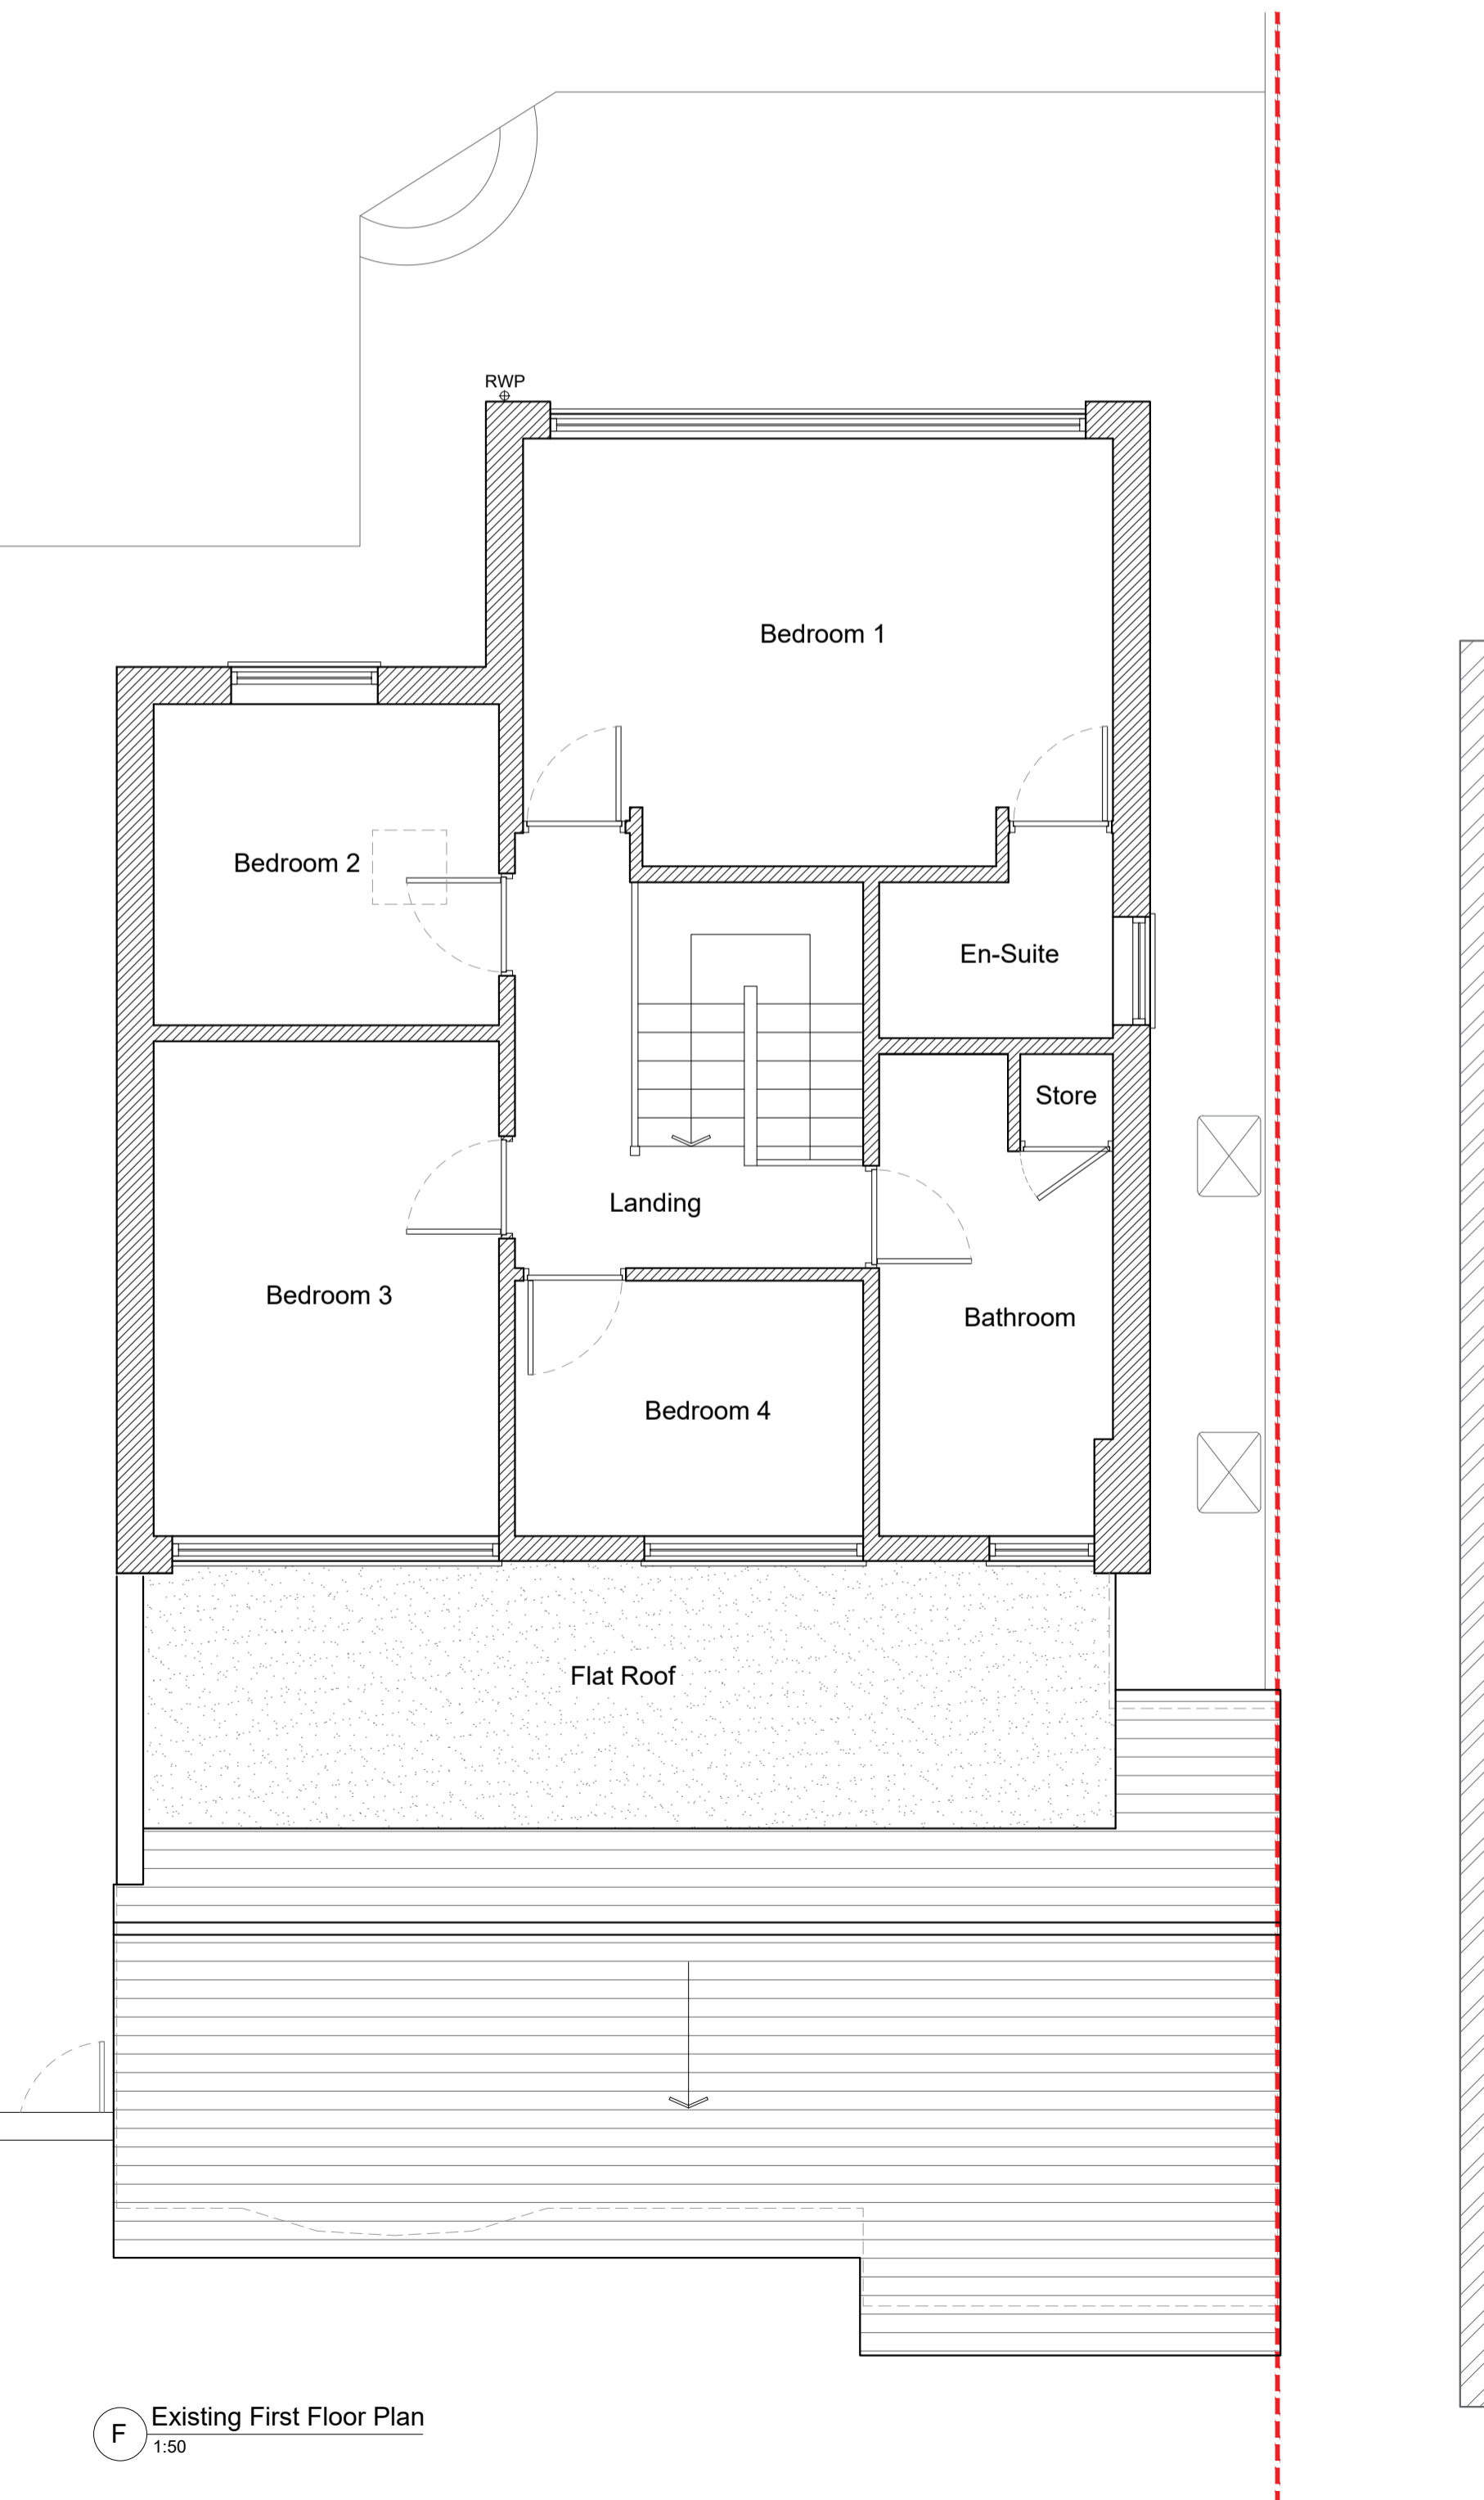 RWP
Bedroom 1
Bedroom 2
En-Suite
Store
Landing
Bedroom 3
Bathroom
Bedroom 4
Flat Roof
F
Existing First Floor Plan
1:50